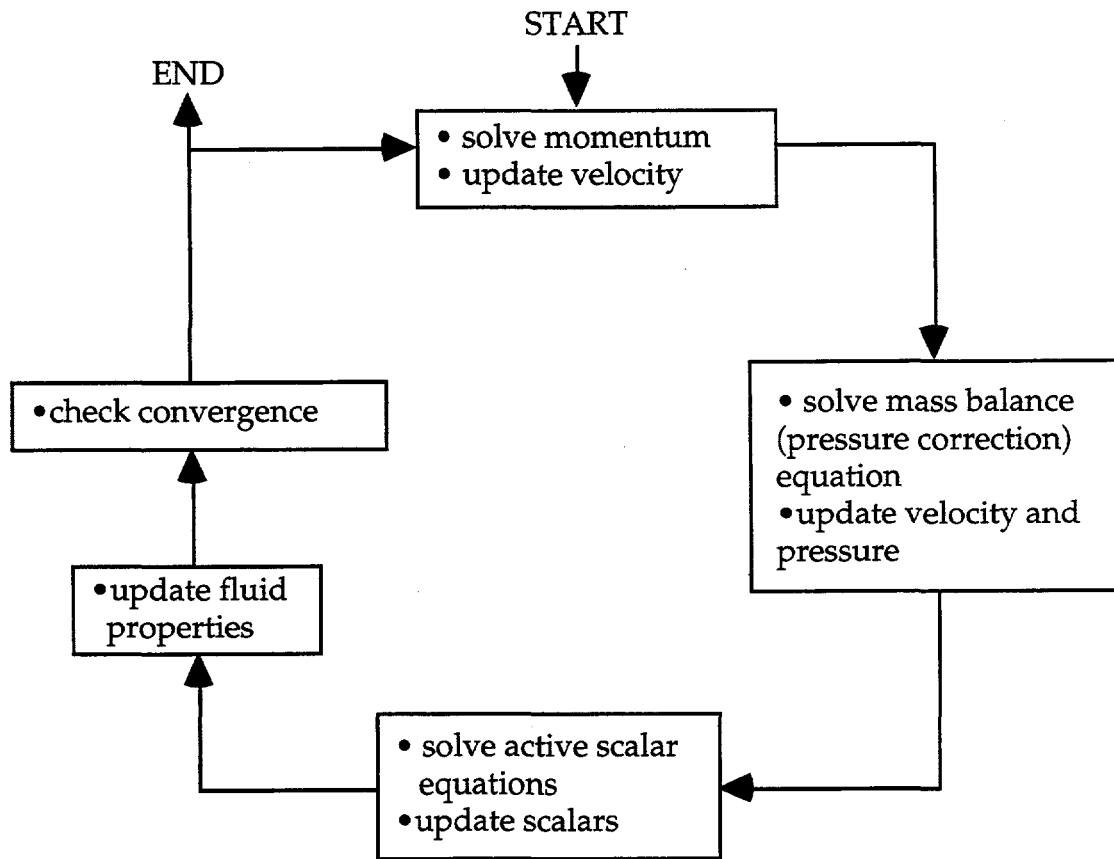 START
END
• solve momentum
• update velocity
• solve mass balance
(pressure correction)
equation
•update velocity and
pressure
• solve active scalar
equations
•update scalars
•update fluid
properties
•check convergence